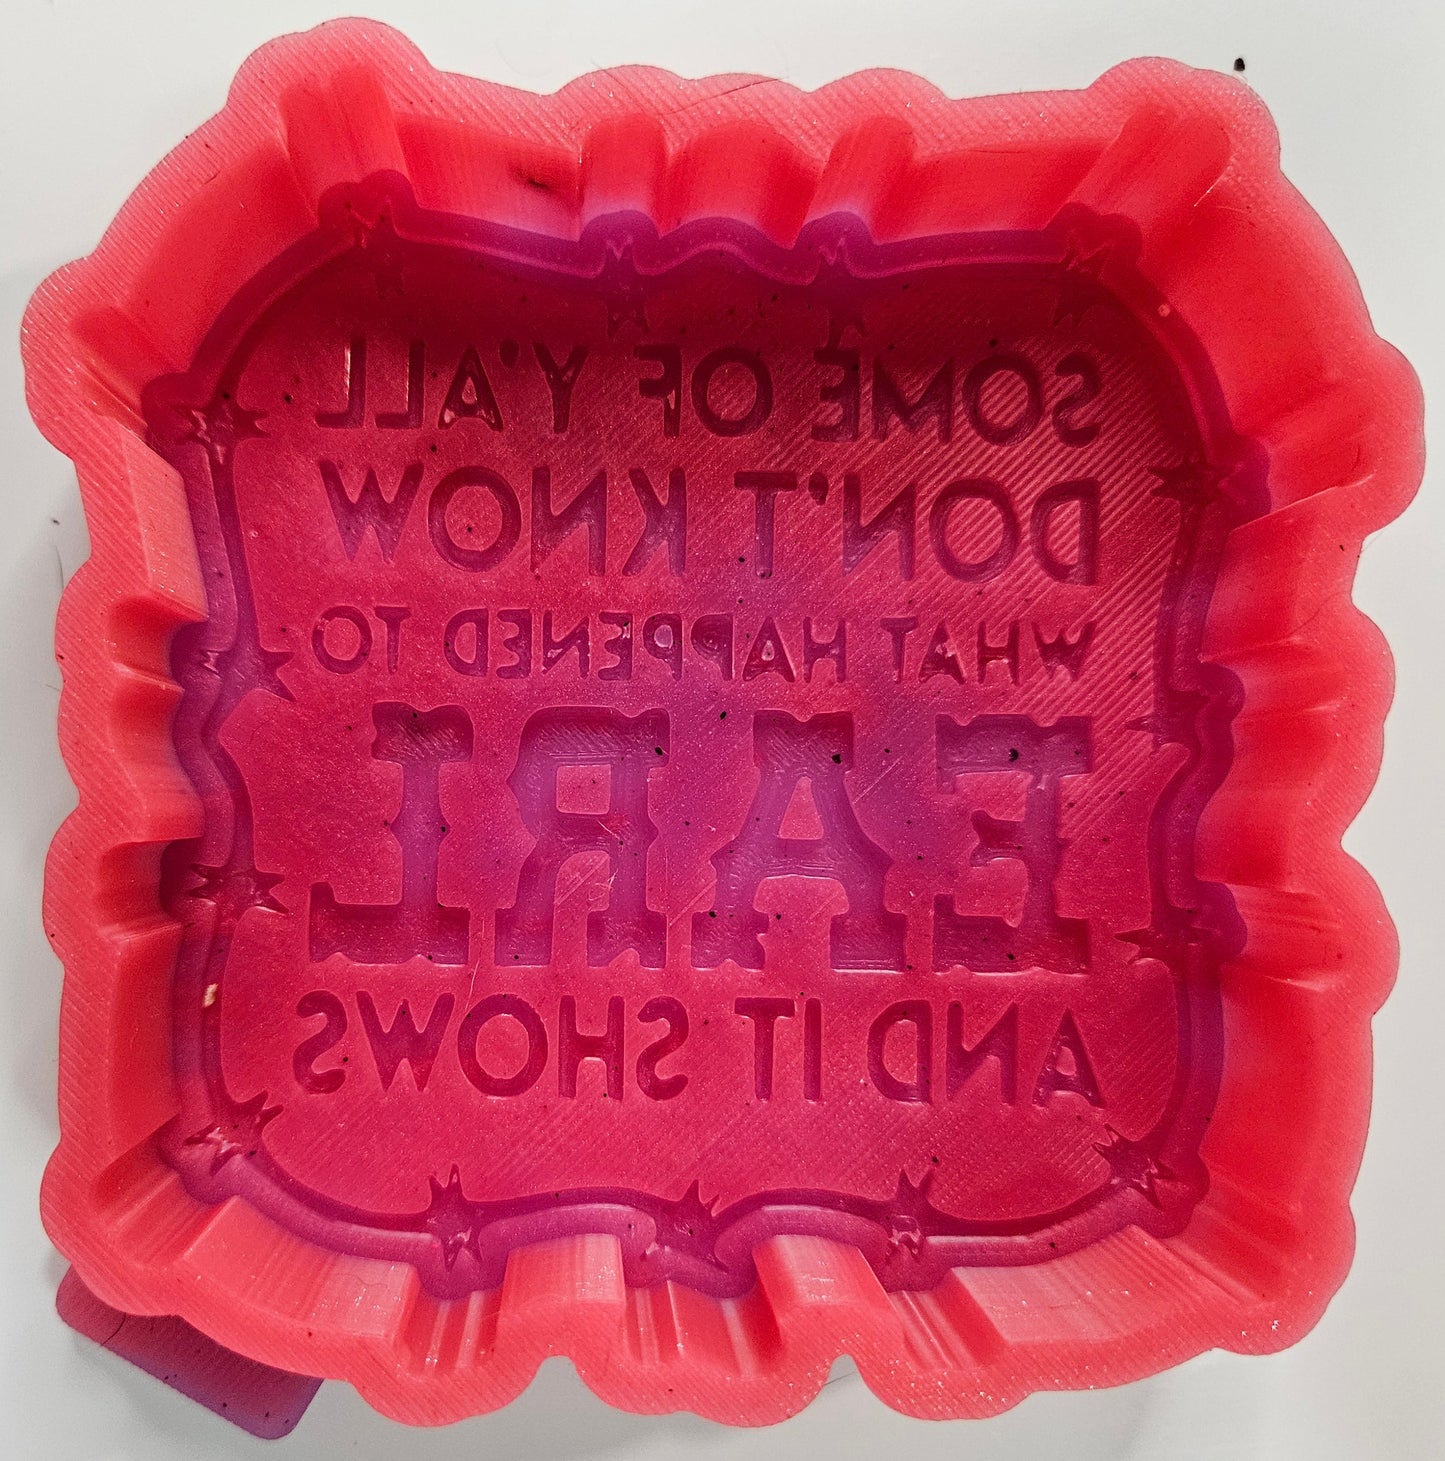 SOME OF Y'ALL
DON'T KNOW
WHAT HAPPENED TO
EARL
AND IT SHOWS